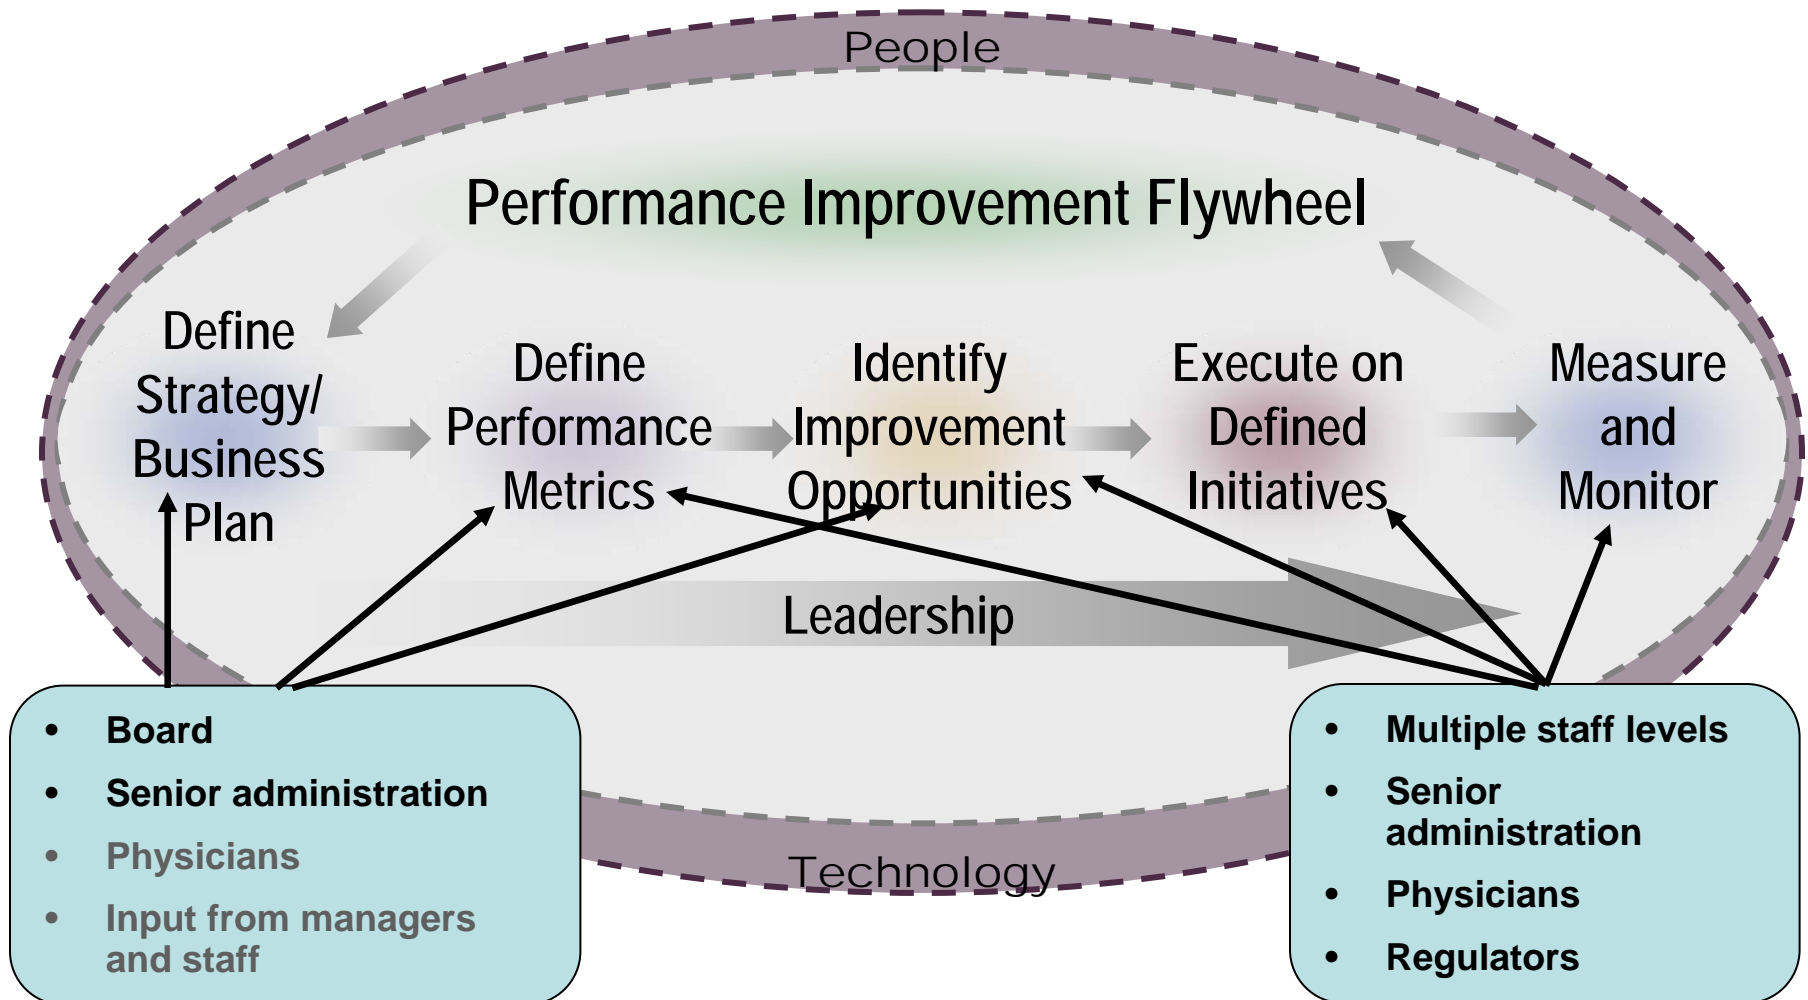 People
Performance Improvement Flywheel
Define
Strategy/
Business
Plan
Define
Performance
Metrics
Identify
Improvement
Opportunities
Execute on
Defined
Initiatives
Measure
and
Monitor
Leadership
• Board
• Senior administration
• Physicians
• Input from managers
and staff
Technology
• Multiple staff levels
• Senior
administration
• Physicians
• Regulators